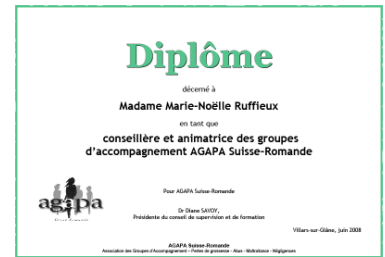 Diplôme
décerné à
Madame Marie-Noëlle Ruffieux
en tant que
conseillère et animatrice des groupes
d'accompagnement AGAPA Suisse-Romande
Pour AGAPA Suisse-Romande
agapa
Suisse-Romande
Dr Diane SAVOY,
Présidente du conseil de supervision et de formation
Villars-sur-Glâne, juin 2008
AGAPA Suisse-Romande
Association des Groupes d'Accompagnement - Pertes de grossesse - Abus - Maltraitance - Négligences